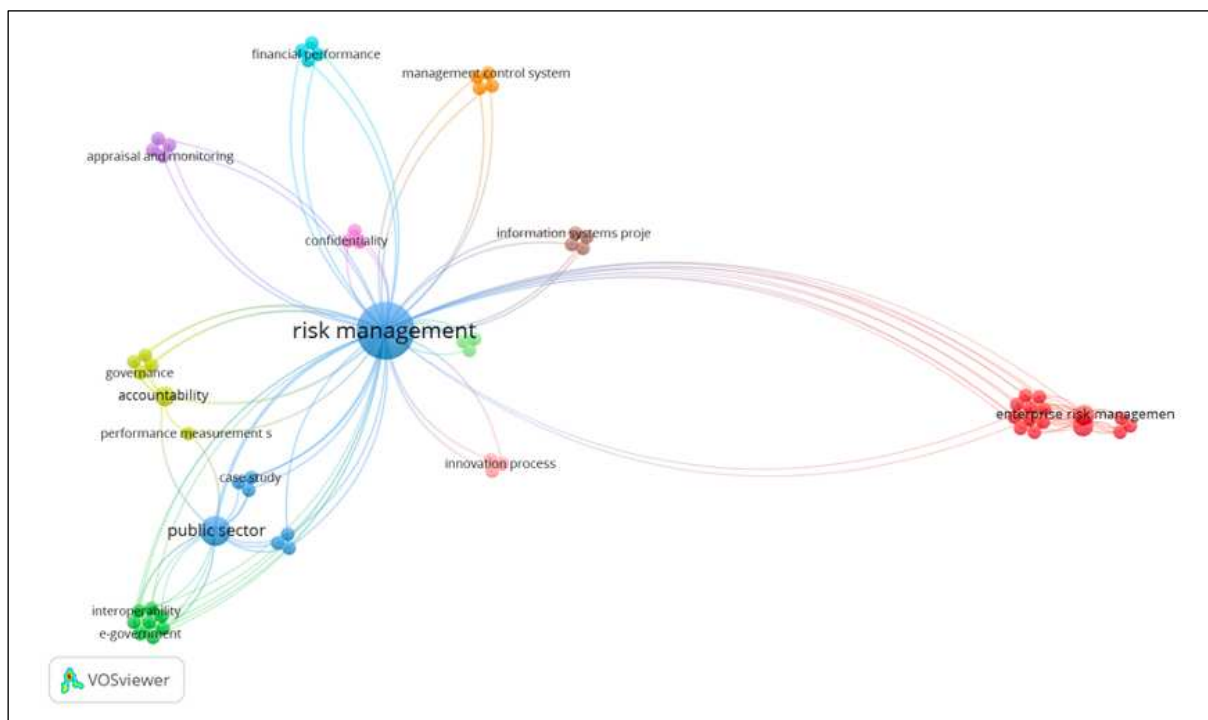 financial performance
management control system
appraisal and monitoring
confidentiality
information systems proje
risk management
governance
accountability
enterprise risk managemen
performance measurement s
innovation process
case study
public sector
interoperability
e-government
VOSviewer